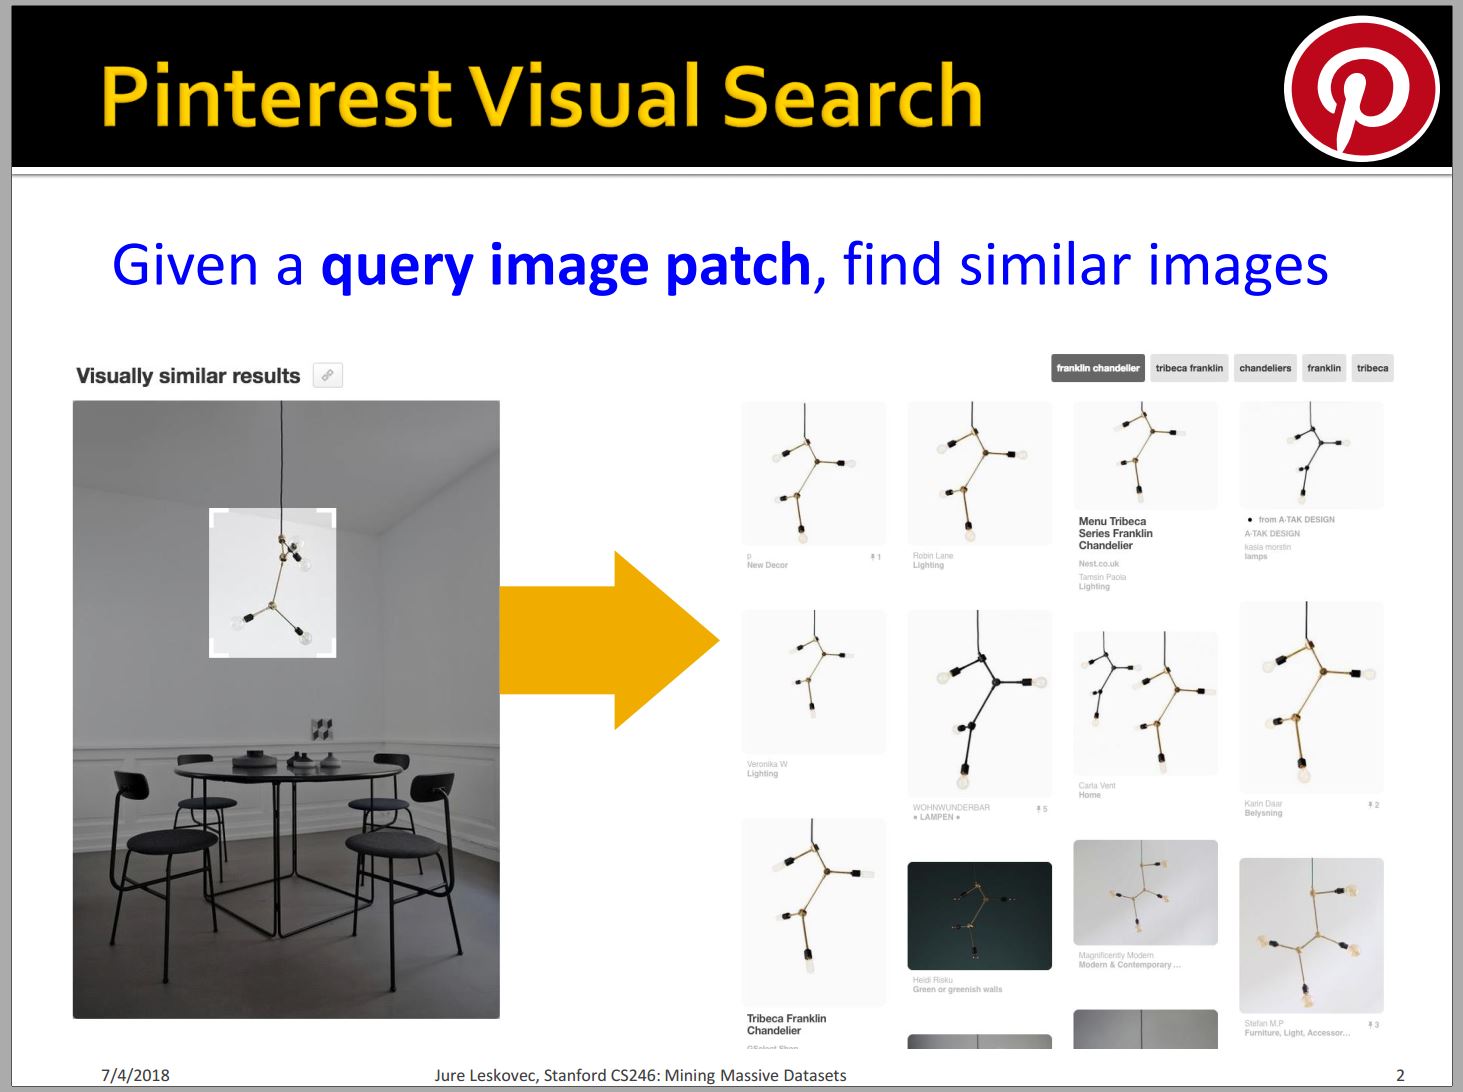 Pinterest Visual Search
Given a query image patch, find similar images
Visually similar results
franklin chandelier
tribeca franklin
chandeliers
franklin
tribeca
p
New Decor
1
Robin Lane
Lighting
Menu Tribeca
Series Franklin
Chandelier
Nest.co.uk
Tamsin Paola
Lighting
from A-TAK DESIGN
A-TAK DESIGN
kasia morstin
lamps
Veronika W
Lighting
WOHNWUNDERBAR
• LAMPEN •
5
Carla Vent
Home
Karin Daar
Belysning
2
Tribeca Franklin
Chandelier
Heidi Risku
Green or greenish walls
Magnificently Modern
Modern & Contemporary ...
Stefan M.P
Furniture, Light, Accessor...
3
7/4/2018
Jure Leskovec, Stanford CS246: Mining Massive Datasets
2